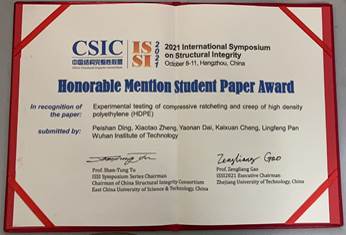 CSIC ISSI 2021
中国结构完整性联盟
2021 International Symposium
on Structural Integrity
October 8-11, Hangzhou, China
Honorable Mention Student Paper Award
In recognition of Experimental testing of compressive ratcheting and creep of high density
the paper: polyethylene (HDPE)
submitted by: Peishan Ding, Xiaotao Zheng, Yaonan Dai, Kaixuan Cheng, Lingfeng Pan
Wuhan Institute of Technology
Zengliang Gao
Prof. Shan-Tung Tu Prof. Zengliang Gao
ISSI Symposium Series Chairman ISSI2021 Executive Chairman
Chairman of China Structural Integrity Consortium Zhejiang University of Technology, China
East China University of Science & Technology, China